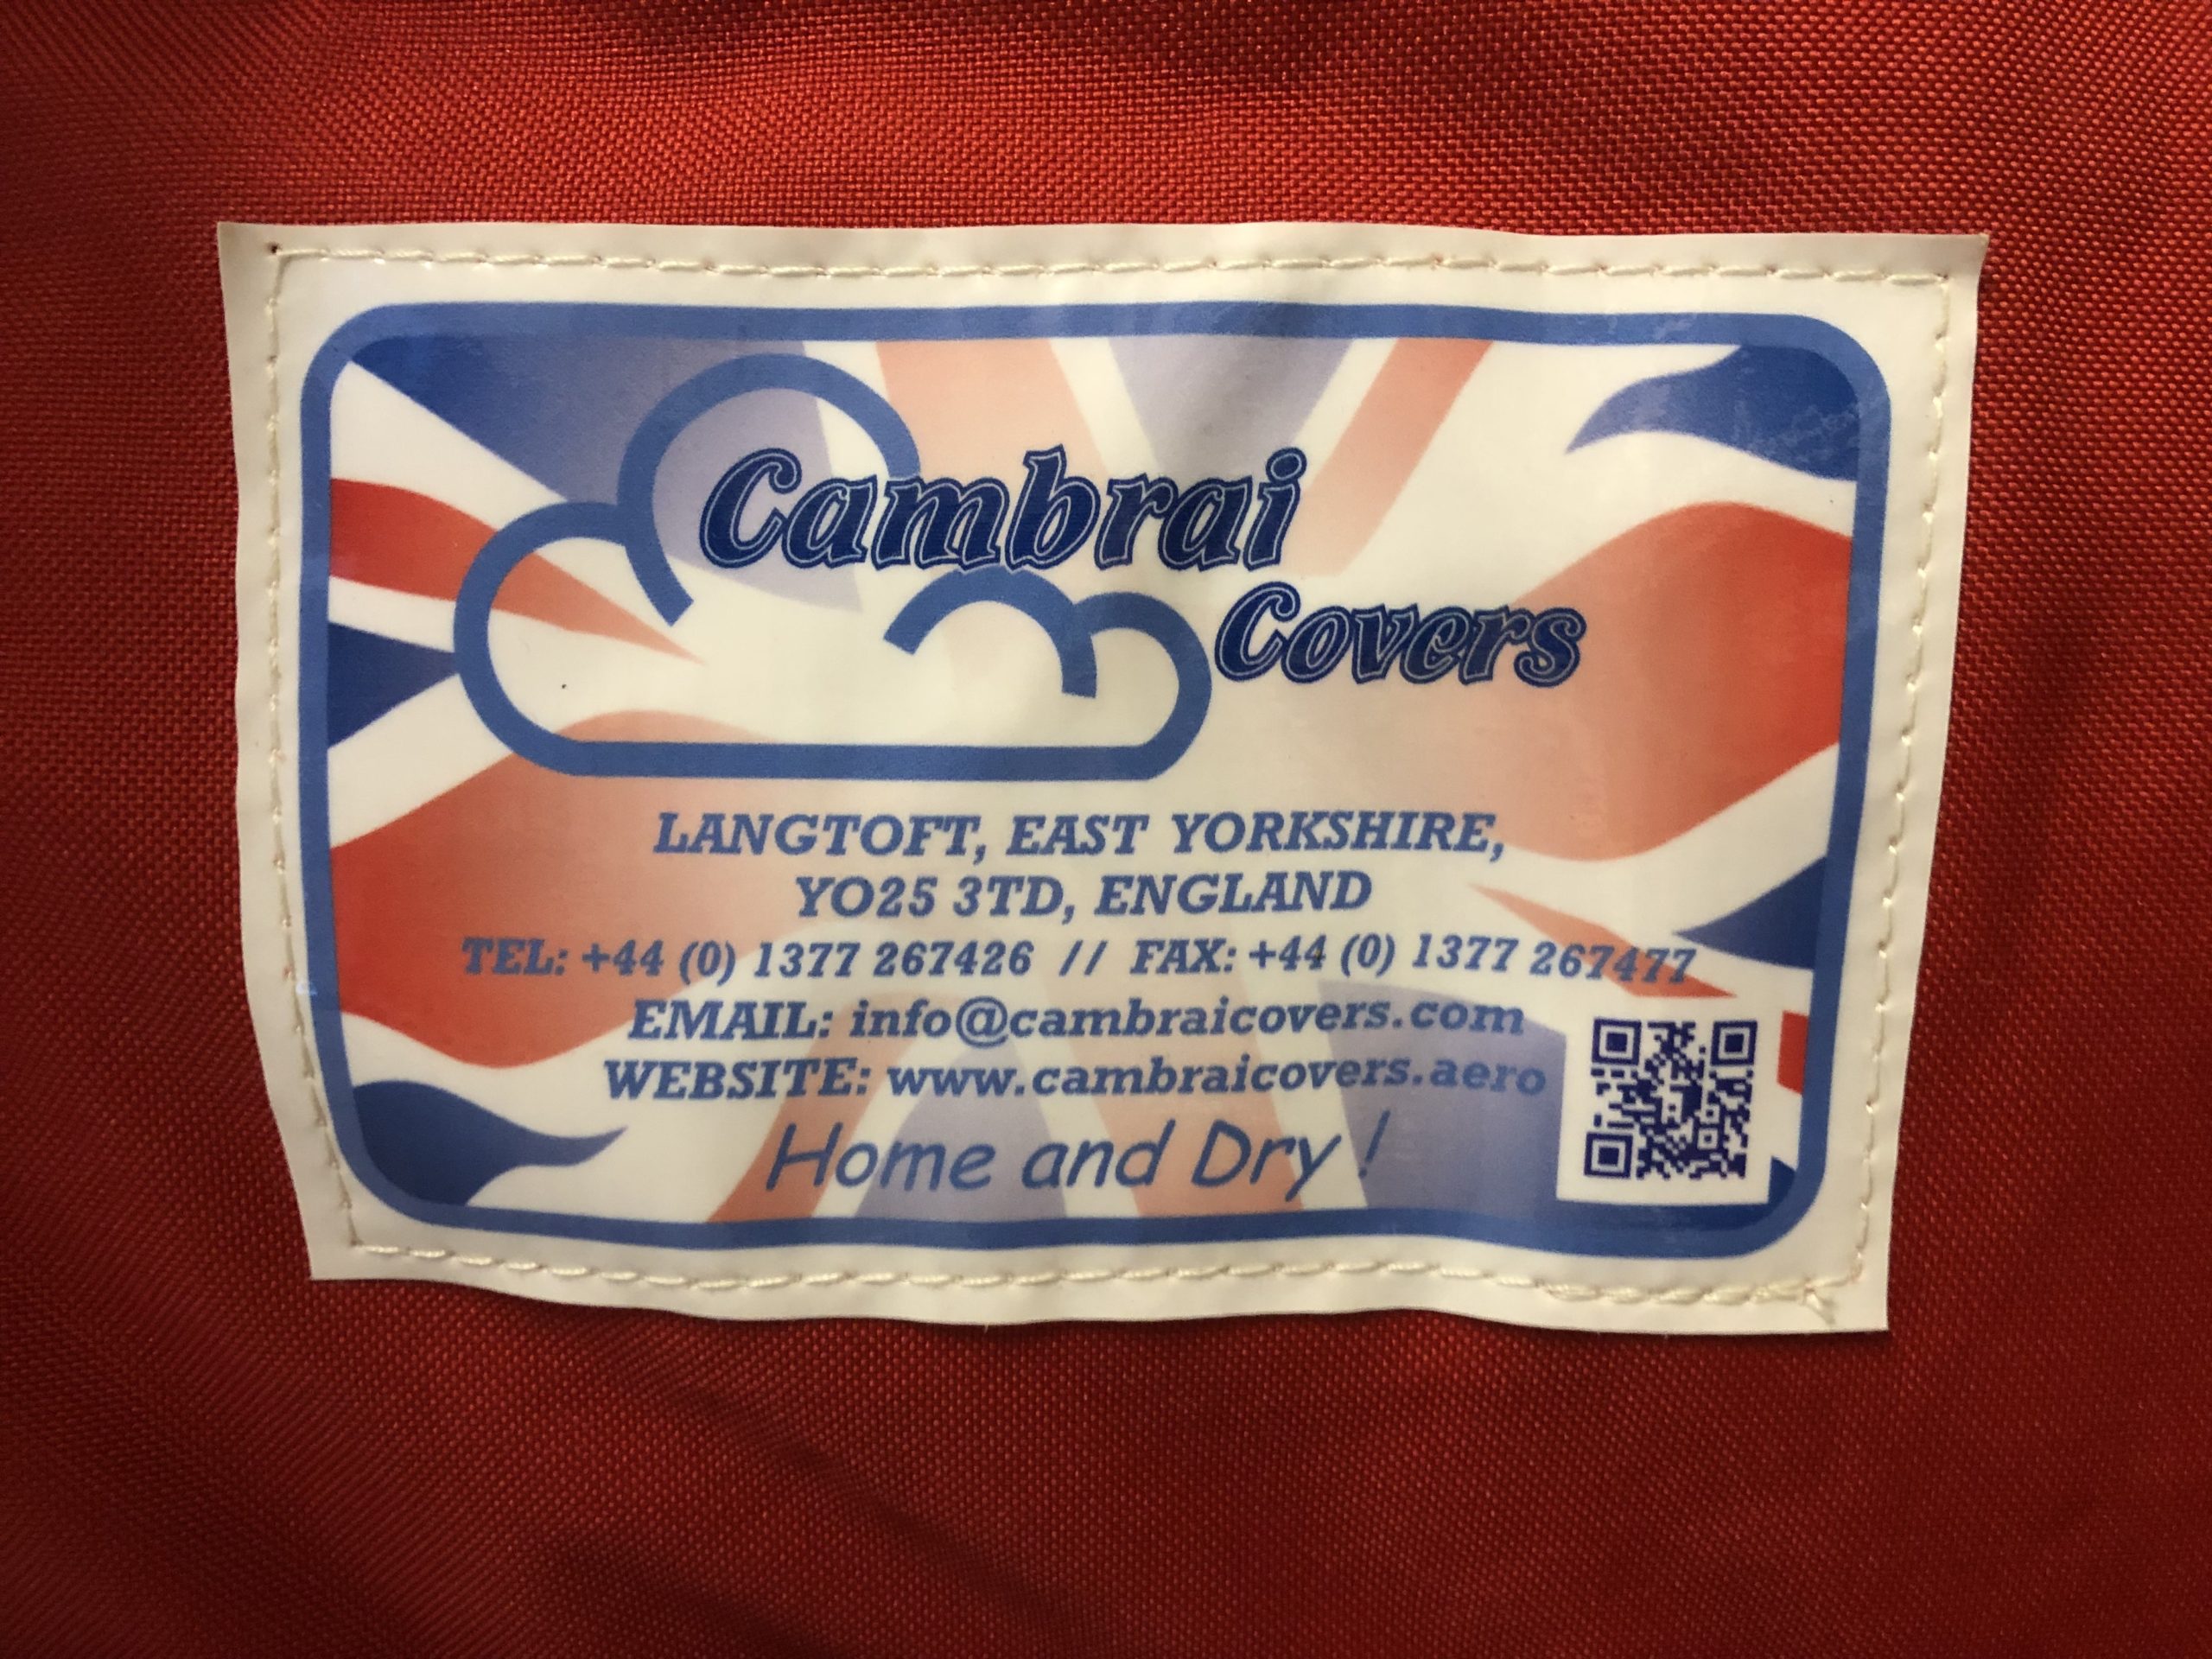 Cambrai
Covers
LANGTOFT, EAST YORKSHIRE,
YO25 3TD, ENGLAND
TEL: +44 (0) 1377 267426 // FAX: +44 (0) 1377 267477
EMAIL: info@cambraicovers.com
WEBSITE: www.cambraicovers.aero
Home and Dry !